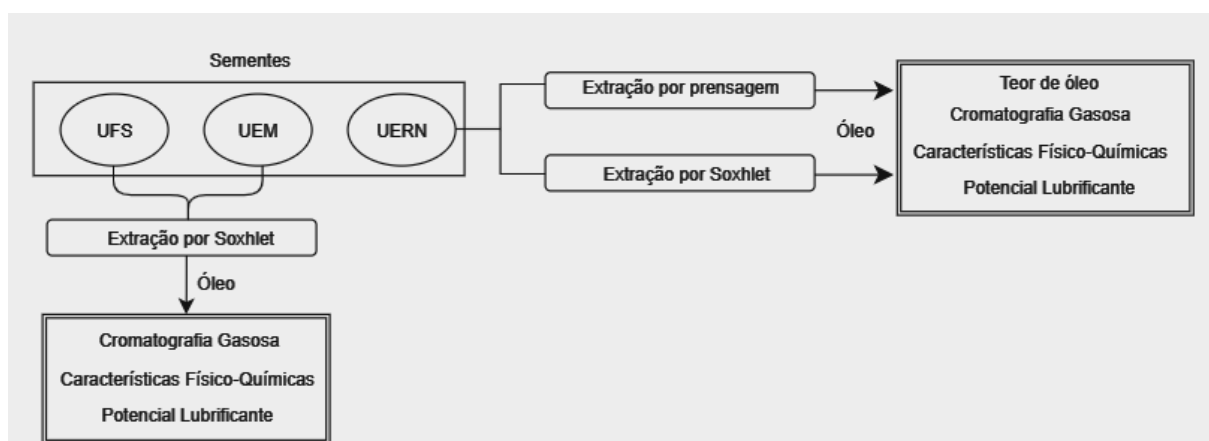 Sementes
UFS
UEM
UERN
Extração por prensagem
Extração por Soxhlet
Óleo
Teor de óleo
Cromatografia Gasosa
Características Físico-Químicas
Potencial Lubrificante
Extração por Soxhlet
Óleo
Cromatografia Gasosa
Características Físico-Químicas
Potencial Lubrificante